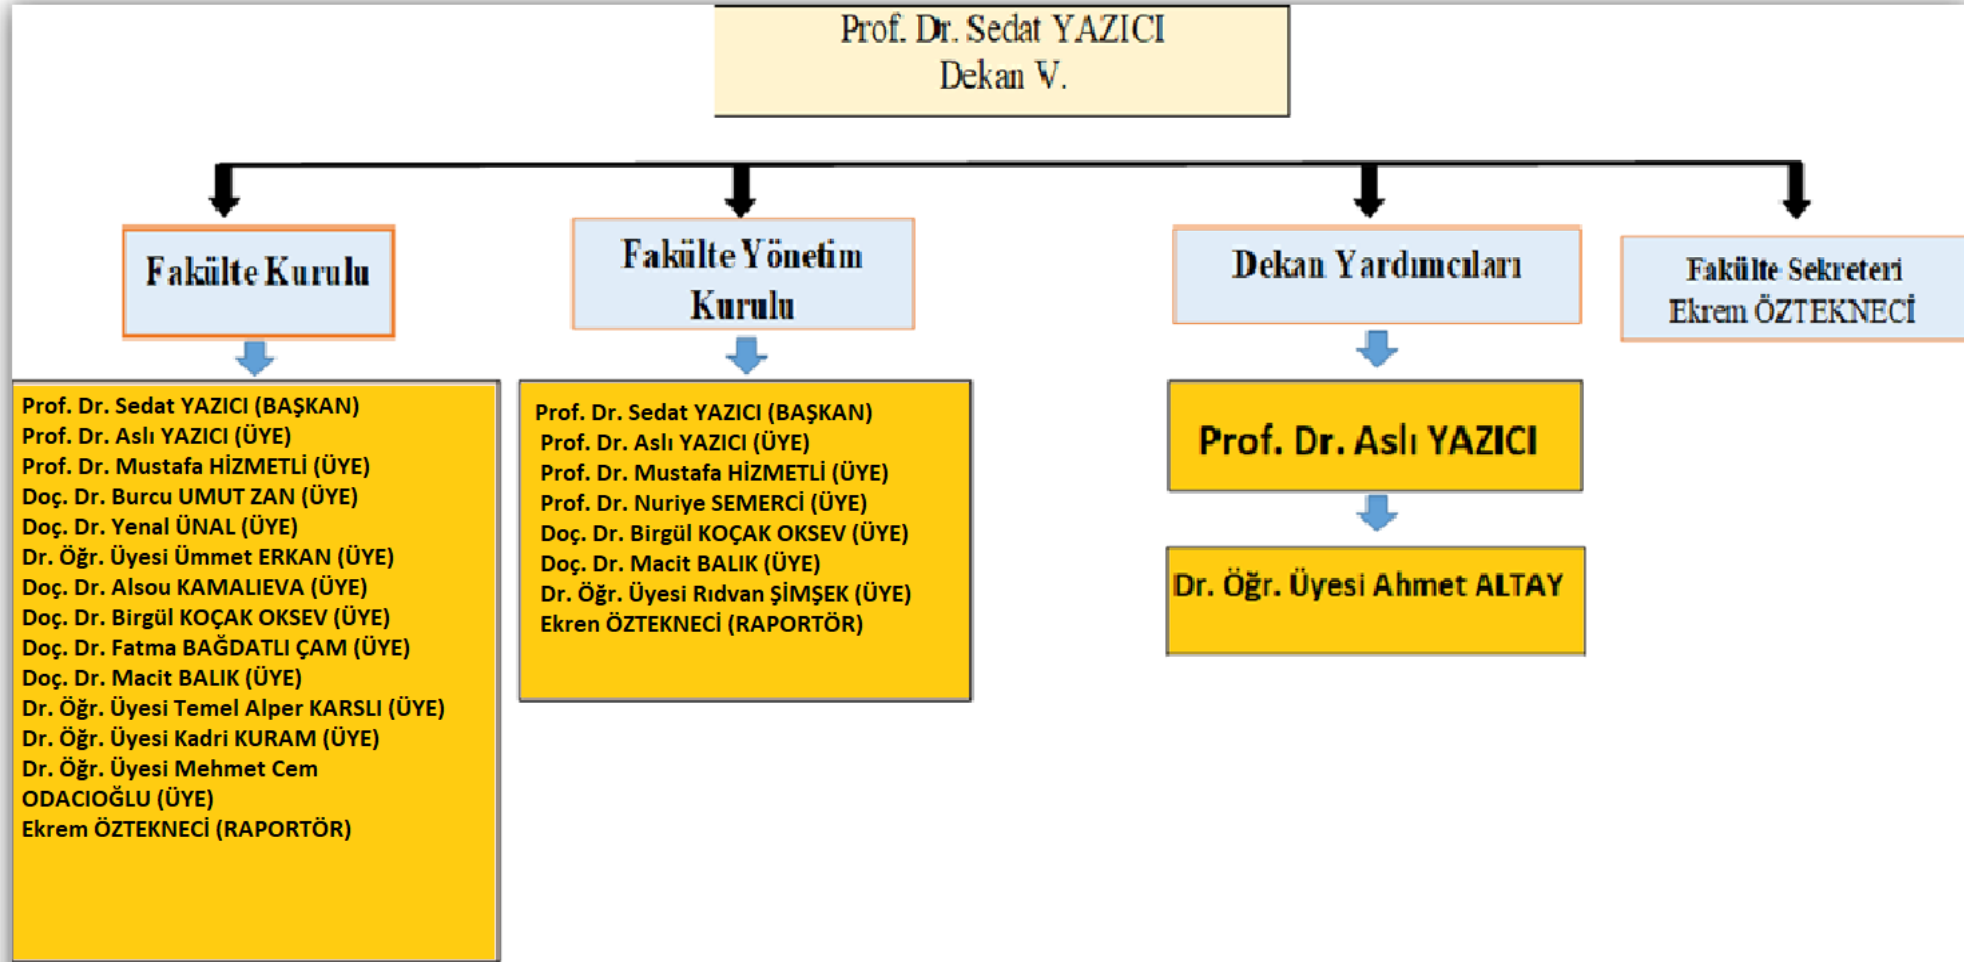 Prof. Dr. Sedat YAZICI
Dekan V.
Fakülte Kurulu
Fakülte Yönetim
Kurulu
Dekan Yardımcıları
Fakülte Sekreteri
Ekrem ÖZTEKNECİ
Prof. Dr. Sedat YAZICI (BAŞKAN)
Prof. Dr. Aslı YAZICI (ÜYE)
Prof. Dr. Mustafa HİZMETLİ (ÜYE)
Doç. Dr. Burcu UMUT ZAN (ÜYE)
Doç. Dr. Yenal ÜNAL (ÜYE)
Dr. Öğr. Üyesi Ümmet ERKAN (ÜYE)
Doç. Dr. Alsou KAMALIEVA (ÜYE)
Doç. Dr. Birgül KOÇAK OKSEV (ÜYE)
Doç. Dr. Fatma BAĞDATLI ÇAM (ÜYE)
Doç. Dr. Macit BALIK (ÜYE)
Dr. Öğr. Üyesi Temel Alper KARSLI (ÜYE)
Dr. Öğr. Üyesi Kadri KURAM (ÜYE)
Dr. Öğr. Üyesi Mehmet Cem
ODACIOĞLU (ÜYE)
Ekrem ÖZTEKNECİ (RAPORTÖR)
Prof. Dr. Sedat YAZICI (BAŞKAN)
Prof. Dr. Aslı YAZICI (ÜYE)
Prof. Dr. Mustafa HİZMETLİ (ÜYE)
Prof. Dr. Nuriye SEMERCİ (ÜYE)
Doç. Dr. Birgül KOÇAK OKSEV (ÜYE)
Doç. Dr. Macit BALIK (ÜYE)
Dr. Öğr. Üyesi Rıdvan ŞİMŞEK (ÜYE)
Ekren ÖZTEKNECİ (RAPORTÖR)
Prof. Dr. Aslı YAZICI
Dr. Öğr. Üyesi Ahmet ALTAY